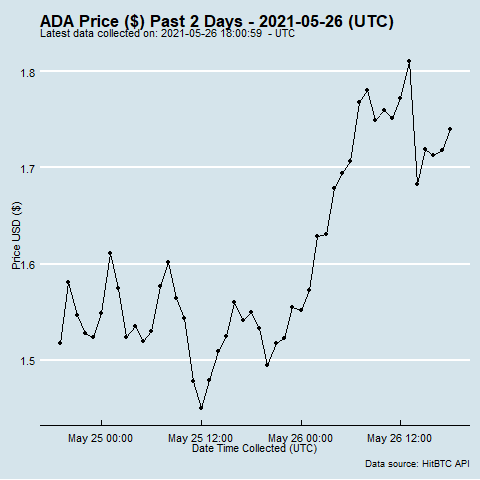 ADA Price ($) Past 2 Days - 2021-05-26 (UTC)
Latest data collected on: 2021-05-26 18:00:59 - UTC
1.8
1.7
1.6
1.5
Price USD ($)
May 25 00:00 May 25 12:00 May 26 00:00 May 26 12:00
Date Time Collected (UTC)
Data source: HitBTC API